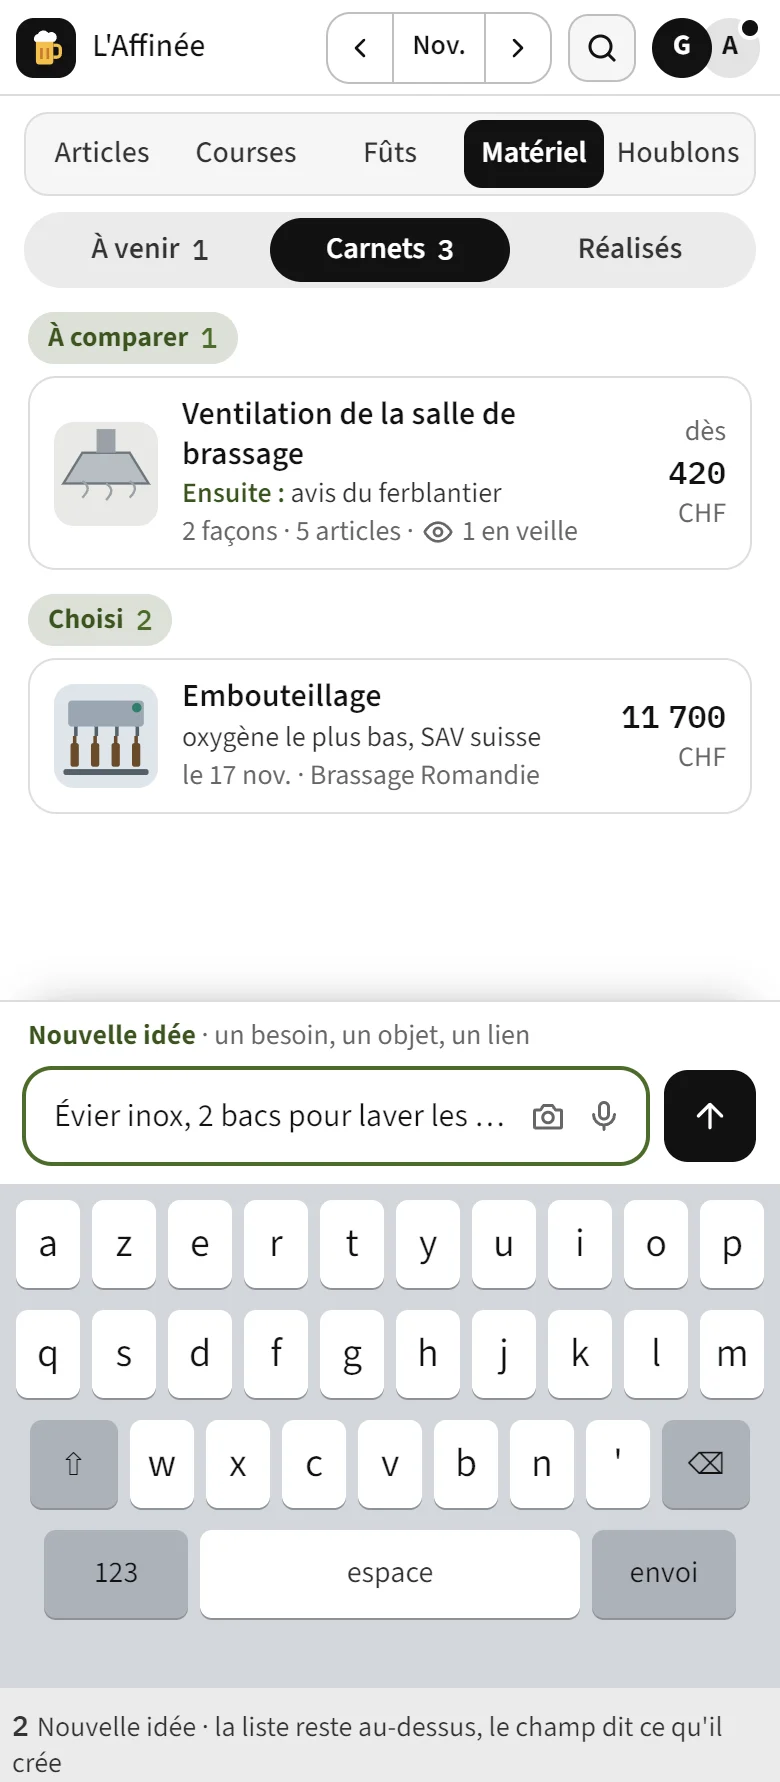 L'Affinée
Nov.
G
A
Articles Courses Fûts Matériel Houblons
À venir 1 Carnets 3 Réalisés
À comparer 1
Ventilation de la salle de
brassage
Ensuite : avis du ferblantier
2 façons · 5 articles · 1 en veille
dès
420
CHF
Choisi 2
Embouteillage
oxygène le plus bas, SAV suisse
le 17 nov. · Brassage Romandie
11 700
CHF
Nouvelle idée · un besoin, un objet, un lien
Évier inox, 2 bacs pour laver les …
a z e r t y u i o p
q s d f g h j k l m
⇧ w x c v b n ' ⌫
123 espace envoi
2 Nouvelle idée · la liste reste au-dessus, le champ dit ce qu'il
crée